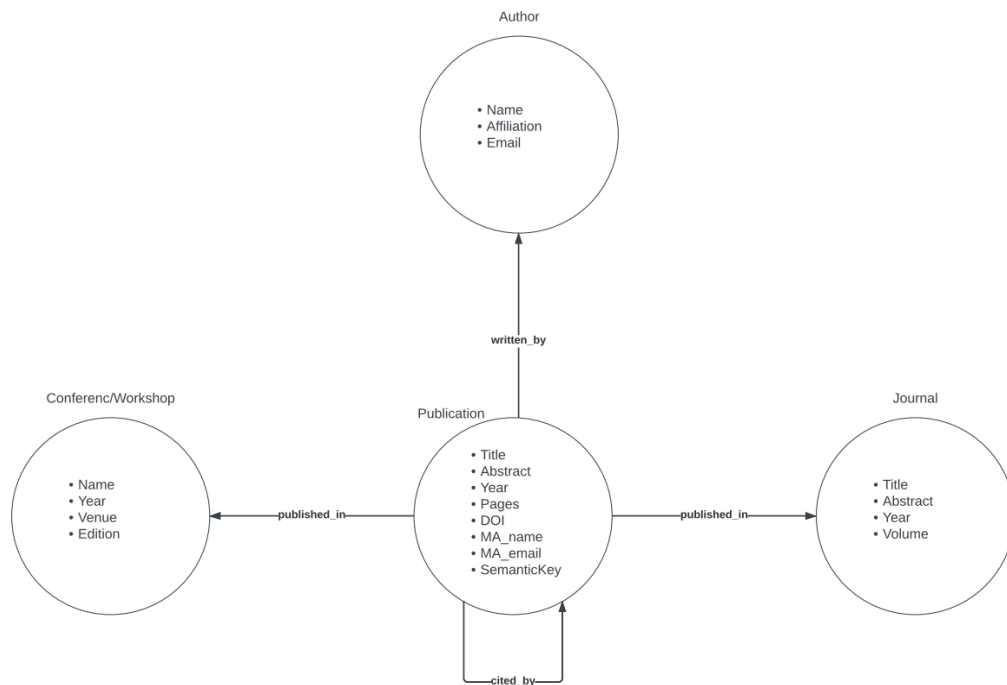 Author
• Name
• Affiliation
• Email
written_by
Conferenc/Workshop
• Name
• Year
• Venue
• Edition
published_in
Publication
• Title
• Abstract
• Year
• Pages
• DOI
• MA_name
• MA_email
• SemanticKey
published_in
Journal
• Title
• Abstract
• Year
• Volume
cited_by